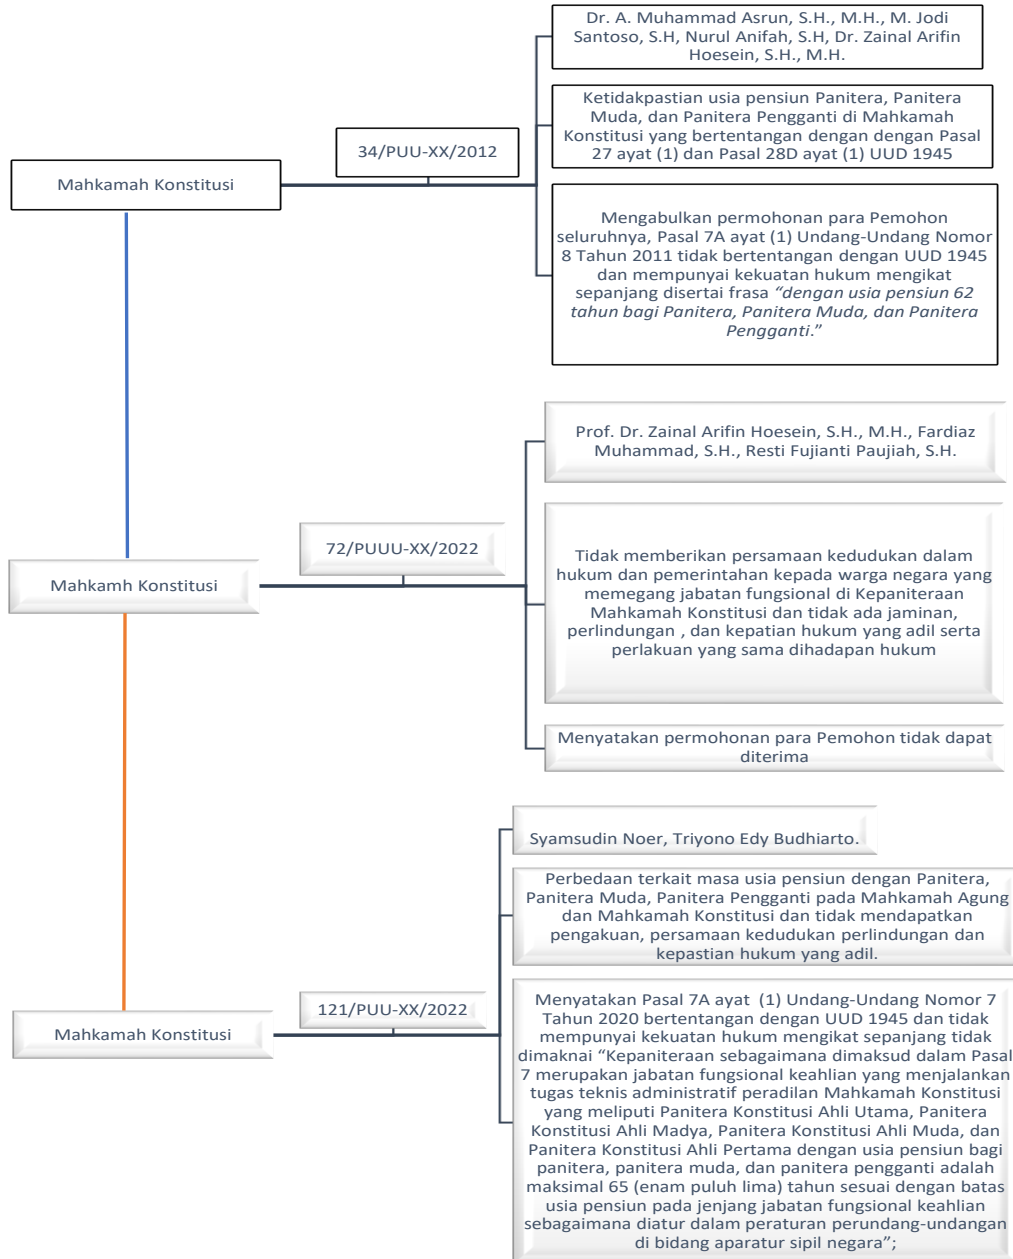 Mahkamah Konstitusi
34/PUU-XX/2012
Dr. A. Muhammad Asrun, S.H., M.H., M. Jodi
Santoso, S.H, Nurul Anifah, S.H, Dr. Zainal Arifin
Hoesein, S.H., M.H.
Ketidakpastian usia pensiun Panitera, Panitera
Muda, dan Panitera Pengganti di Mahkamah
Konstitusi yang bertentangan dengan dengan Pasal
27 ayat (1) dan Pasal 28D ayat (1) UUD 1945
Mengabulkan permohonan para Pemohon
seluruhnya, Pasal 7A ayat (1) Undang-Undang Nomor
8 Tahun 2011 tidak bertentangan dengan UUD 1945
dan mempunyai kekuatan hukum mengikat
sepanjang disertai frasa “dengan usia pensiun 62
tahun bagi Panitera, Panitera Muda, dan Panitera
Pengganti.”
Mahkamh Konstitusi
72/PUUU-XX/2022
Prof. Dr. Zainal Arifin Hoesein, S.H., M.H., Fardiaz
Muhammad, S.H., Resti Fujianti Paujiah, S.H.
Tidak memberikan persamaan kedudukan dalam
hukum dan pemerintahan kepada warga negara yang
memegang jabatan fungsional di Kepaniteraan
Mahkamah Konstitusi dan tidak ada jaminan,
perlindungan , dan kepatian hukum yang adil serta
perlakuan yang sama dihadapan hukum
Menyatakan permohonan para Pemohon tidak dapat
diterima
Mahkamah Konstitusi
121/PUU-XX/2022
Syamsudin Noer, Triyono Edy Budhiarto.
Perbedaan terkait masa usia pensiun dengan Panitera,
Panitera Muda, Panitera Pengganti pada Mahkamah Agung
dan Mahkamah Konstitusi dan tidak mendapatkan
pengakuan, persamaan kedudukan perlindungan dan
kepastian hukum yang adil.
Menyatakan Pasal 7A ayat (1) Undang-Undang Nomor 7
Tahun 2020 bertentangan dengan UUD 1945 dan tidak
mempunyai kekuatan hukum mengikat sepanjang tidak
dimaknai “Kepaniteraan sebagaimana dimaksud dalam Pasal
7 merupakan jabatan fungsional keahlian yang menjalankan
tugas teknis administratif peradilan Mahkamah Konstitusi
yang meliputi Panitera Konstitusi Ahli Utama, Panitera
Konstitusi Ahli Madya, Panitera Konstitusi Ahli Muda, dan
Panitera Konstitusi Ahli Pertama dengan usia pensiun bagi
panitera, panitera muda, dan panitera pengganti adalah
maksimal 65 (enam puluh lima) tahun sesuai dengan batas
usia pensiun pada jenjang jabatan fungsional keahlian
sebagaimana diatur dalam peraturan perundang-undangan
di bidang aparatur sipil negara”;